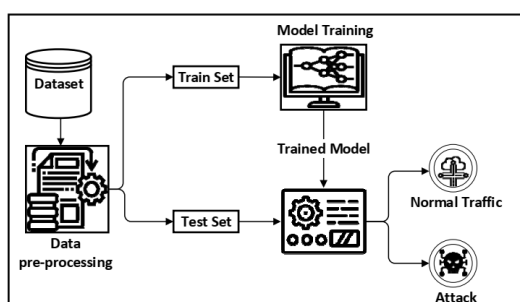 Model Training
Dataset
Train Set
Trained Model
Test Set
Normal Traffic
Data
pre-processing
Attack